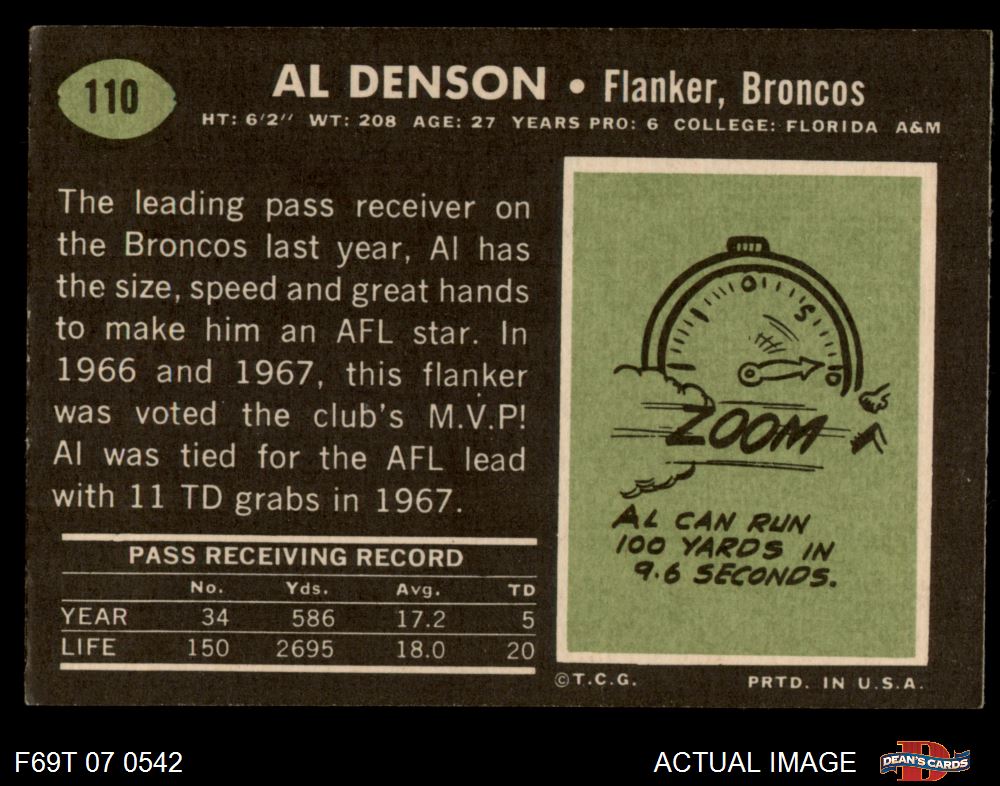 110
AL DENSON • Flanker, Broncos
HT: 6'2" WT: 208 AGE: 27 YEARS PRO: 6 COLLEGE: FLORIDA A&M
The leading pass receiver on
the Broncos last year, Al has
the size, speed and great hands
to make him an AFL star. In
1966 and 1967, this flanker
was voted the club's M.V.P!
Al was tied for the AFL lead
with 11 TD grabs in 1967.
PASS RECEIVING RECORD
No. Yds. Avg. TD
YEAR 34 586 17.2 5
LIFE 150 2695 18.0 20
0
5
10
ZOOM
AL CAN RUN
100 YARDS IN
9.6 SECONDS.
©T.C.G. PRTD. IN U.S.A.
F69T 07 0542 ACTUAL IMAGE
DEAN'S CARDS